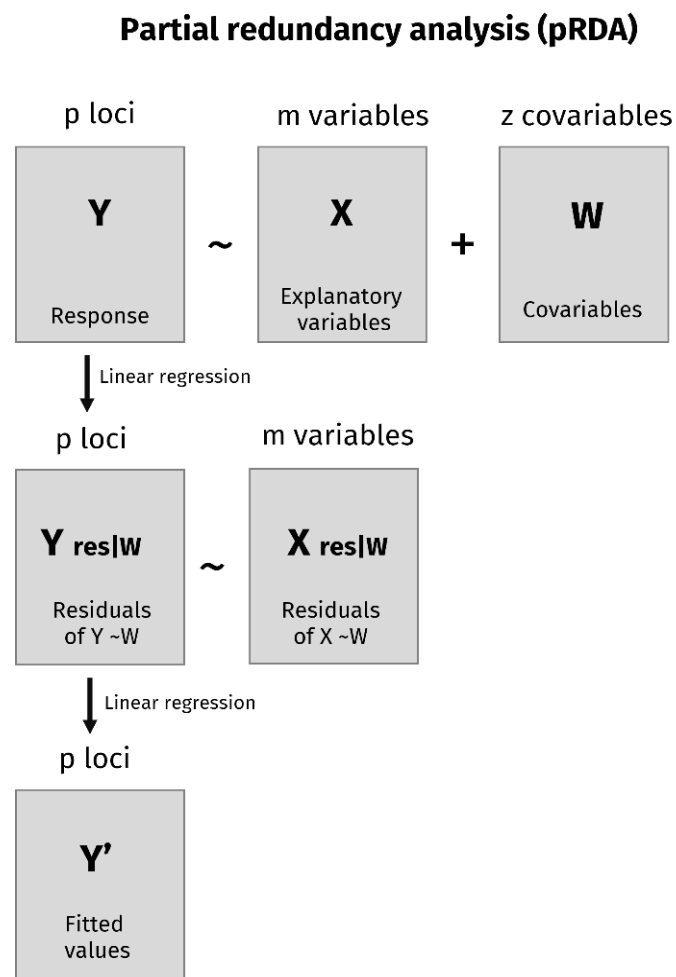 Partial redundancy analysis (pRDA)
p loci
m variables
z covariables
Y
~
X
+
W
Response
Explanatory
variables
Covariables
Linear regression
p loci
m variables
Y res|W
~
X res|W
Residuals
of Y ~W
Residuals
of X ~W
Linear regression
p loci
Y’
Fitted
values